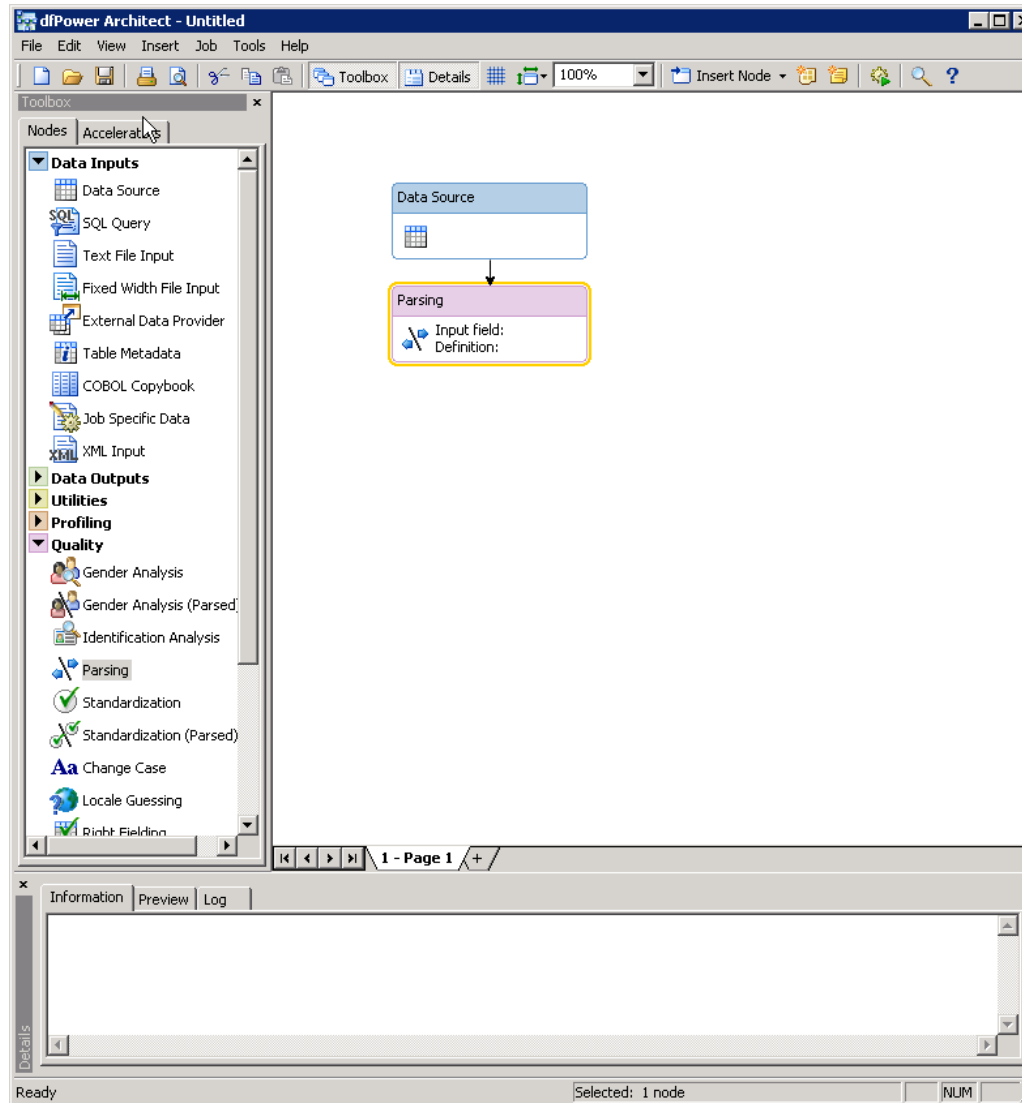 dfPower Architect - Untitled
File Edit View Insert Job Tools Help
Toolbox Details 100% Insert Node
Toolbox
Nodes Accelerators
Data Inputs
Data Source
SQL Query
Text File Input
Fixed Width File Input
External Data Provider
Table Metadata
COBOL Copybook
Job Specific Data
XML Input
Data Outputs
Utilities
Profiling
Quality
Gender Analysis
Gender Analysis (Parsed)
Identification Analysis
Parsing
Standardization
Standardization (Parsed)
Aa Change Case
Locale Guessing
Right Fielding
Data Source
Parsing
Input field:
Definition:
1 - Page 1 +
Information Preview Log
Details
Ready Selected: 1 node NUM